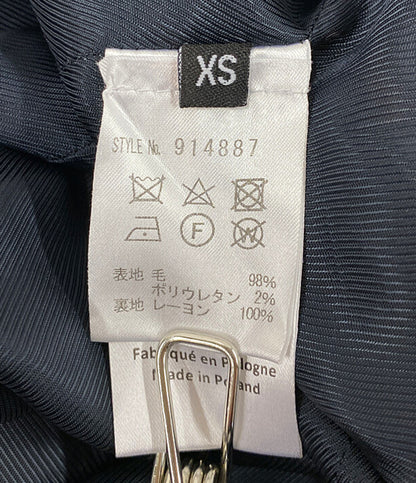 XS
STYLE No. 914887
F W
表地 毛 98%
ポリウレタン 2%
裏地 レーヨン 100%
Fabriqué en Pologne
Made in Poland